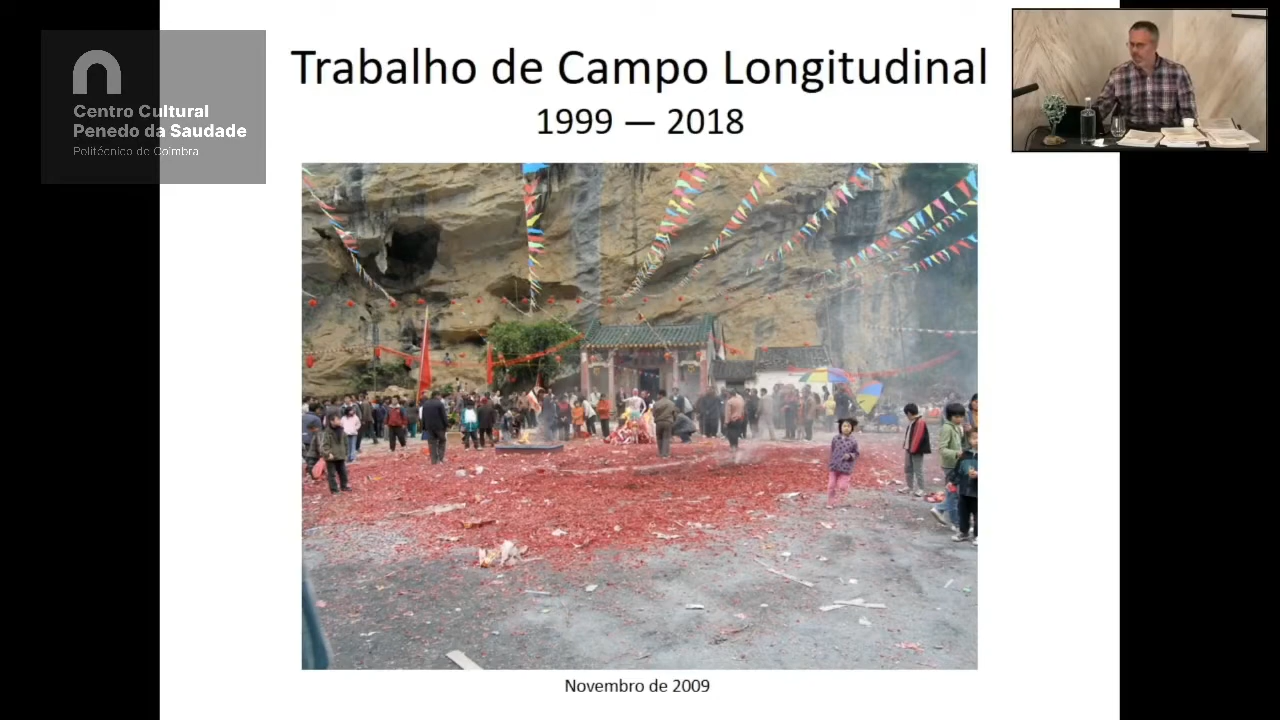 Centro Cultural
Penedo da Saudade
Politécnico de Coimbra
Trabalho de Campo Longitudinal
1999 — 2018
Novembro de 2009